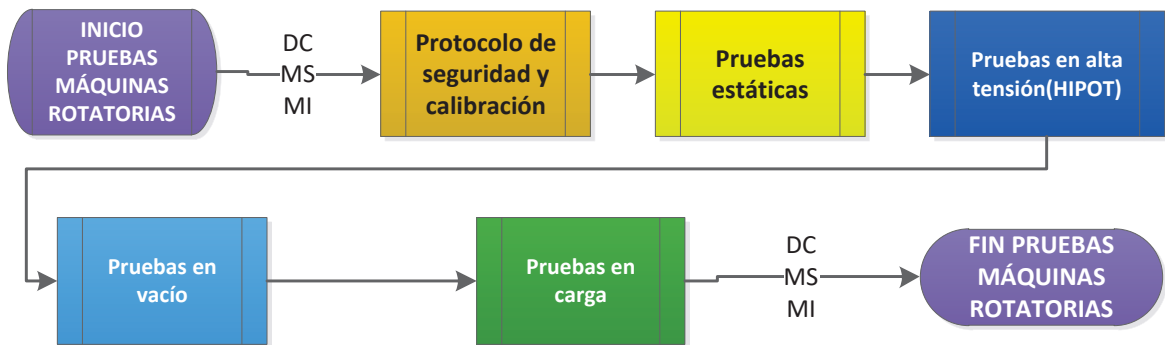 INICIO
PRUEBAS
MÁQUINAS
ROTATORIAS
DC
MS
MI
Protocolo de
seguridad y
calibración
Pruebas
estáticas
Pruebas en alta
tensión(HIPOT)
Pruebas en
vacío
Pruebas en
carga
DC
MS
MI
FIN PRUEBAS
MÁQUINAS
ROTATORIAS